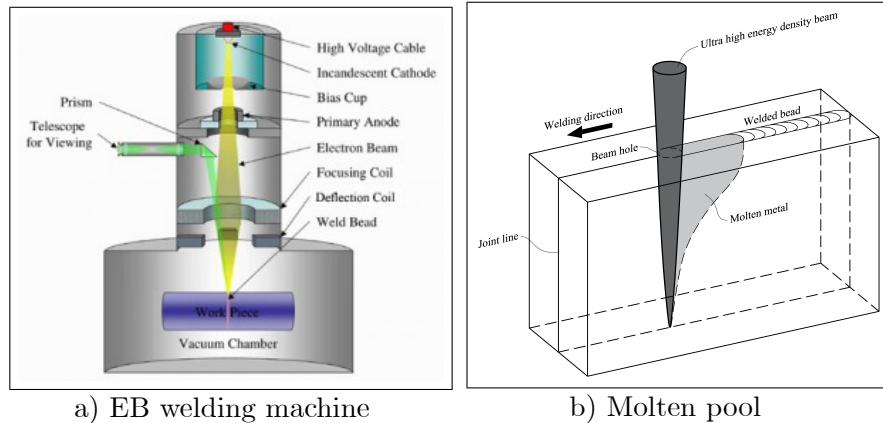 High Voltage Cable
Incandescent Cathode
Bias Cup
Prism
Primary Anode
Telescope
for Viewing
Electron Beam
Focusing Coil
Deflection Coil
Weld Bead
Work Piece
Vacuum Chamber
a) EB welding machine
Ultra high energy density beam
Welding direction
Welded bead
Beam hole
Molten metal
Joint line
b) Molten pool